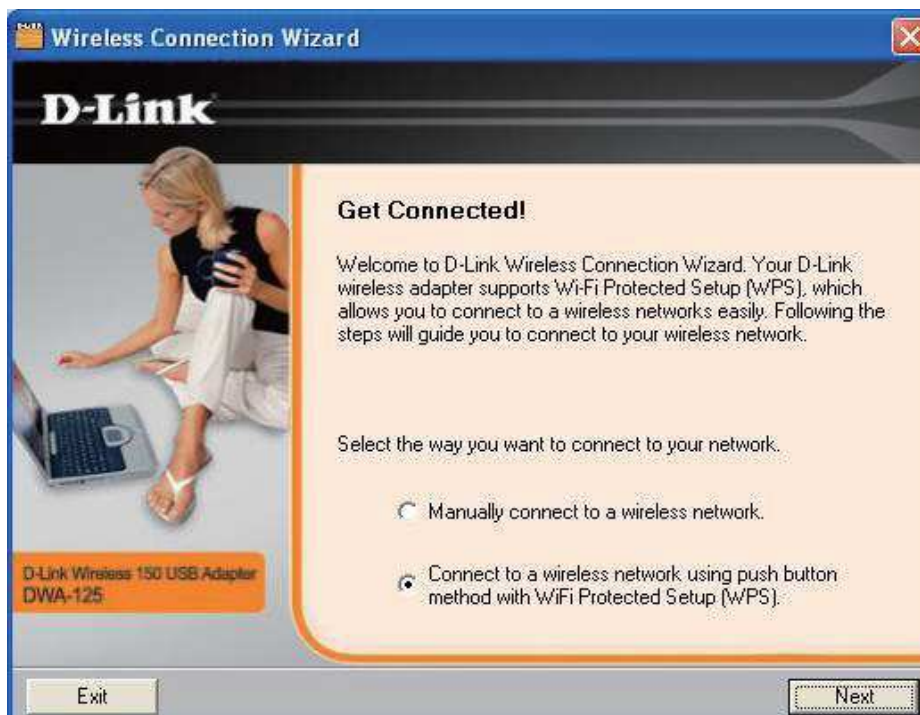 Wireless Connection Wizard
D-Link
Get Connected!
Welcome to D-Link Wireless Connection Wizard. Your D-Link
wireless adapter supports Wi-Fi Protected Setup (WPS), which
allows you to connect to a wireless networks easily. Following the
steps will guide you to connect to your wireless network.
Select the way you want to connect to your network.
Manually connect to a wireless network.
Connect to a wireless network using push button
method with WiFi Protected Setup (WPS).
D-Link Wireless 150 USB Adapter
DWA-125
Exit
Next